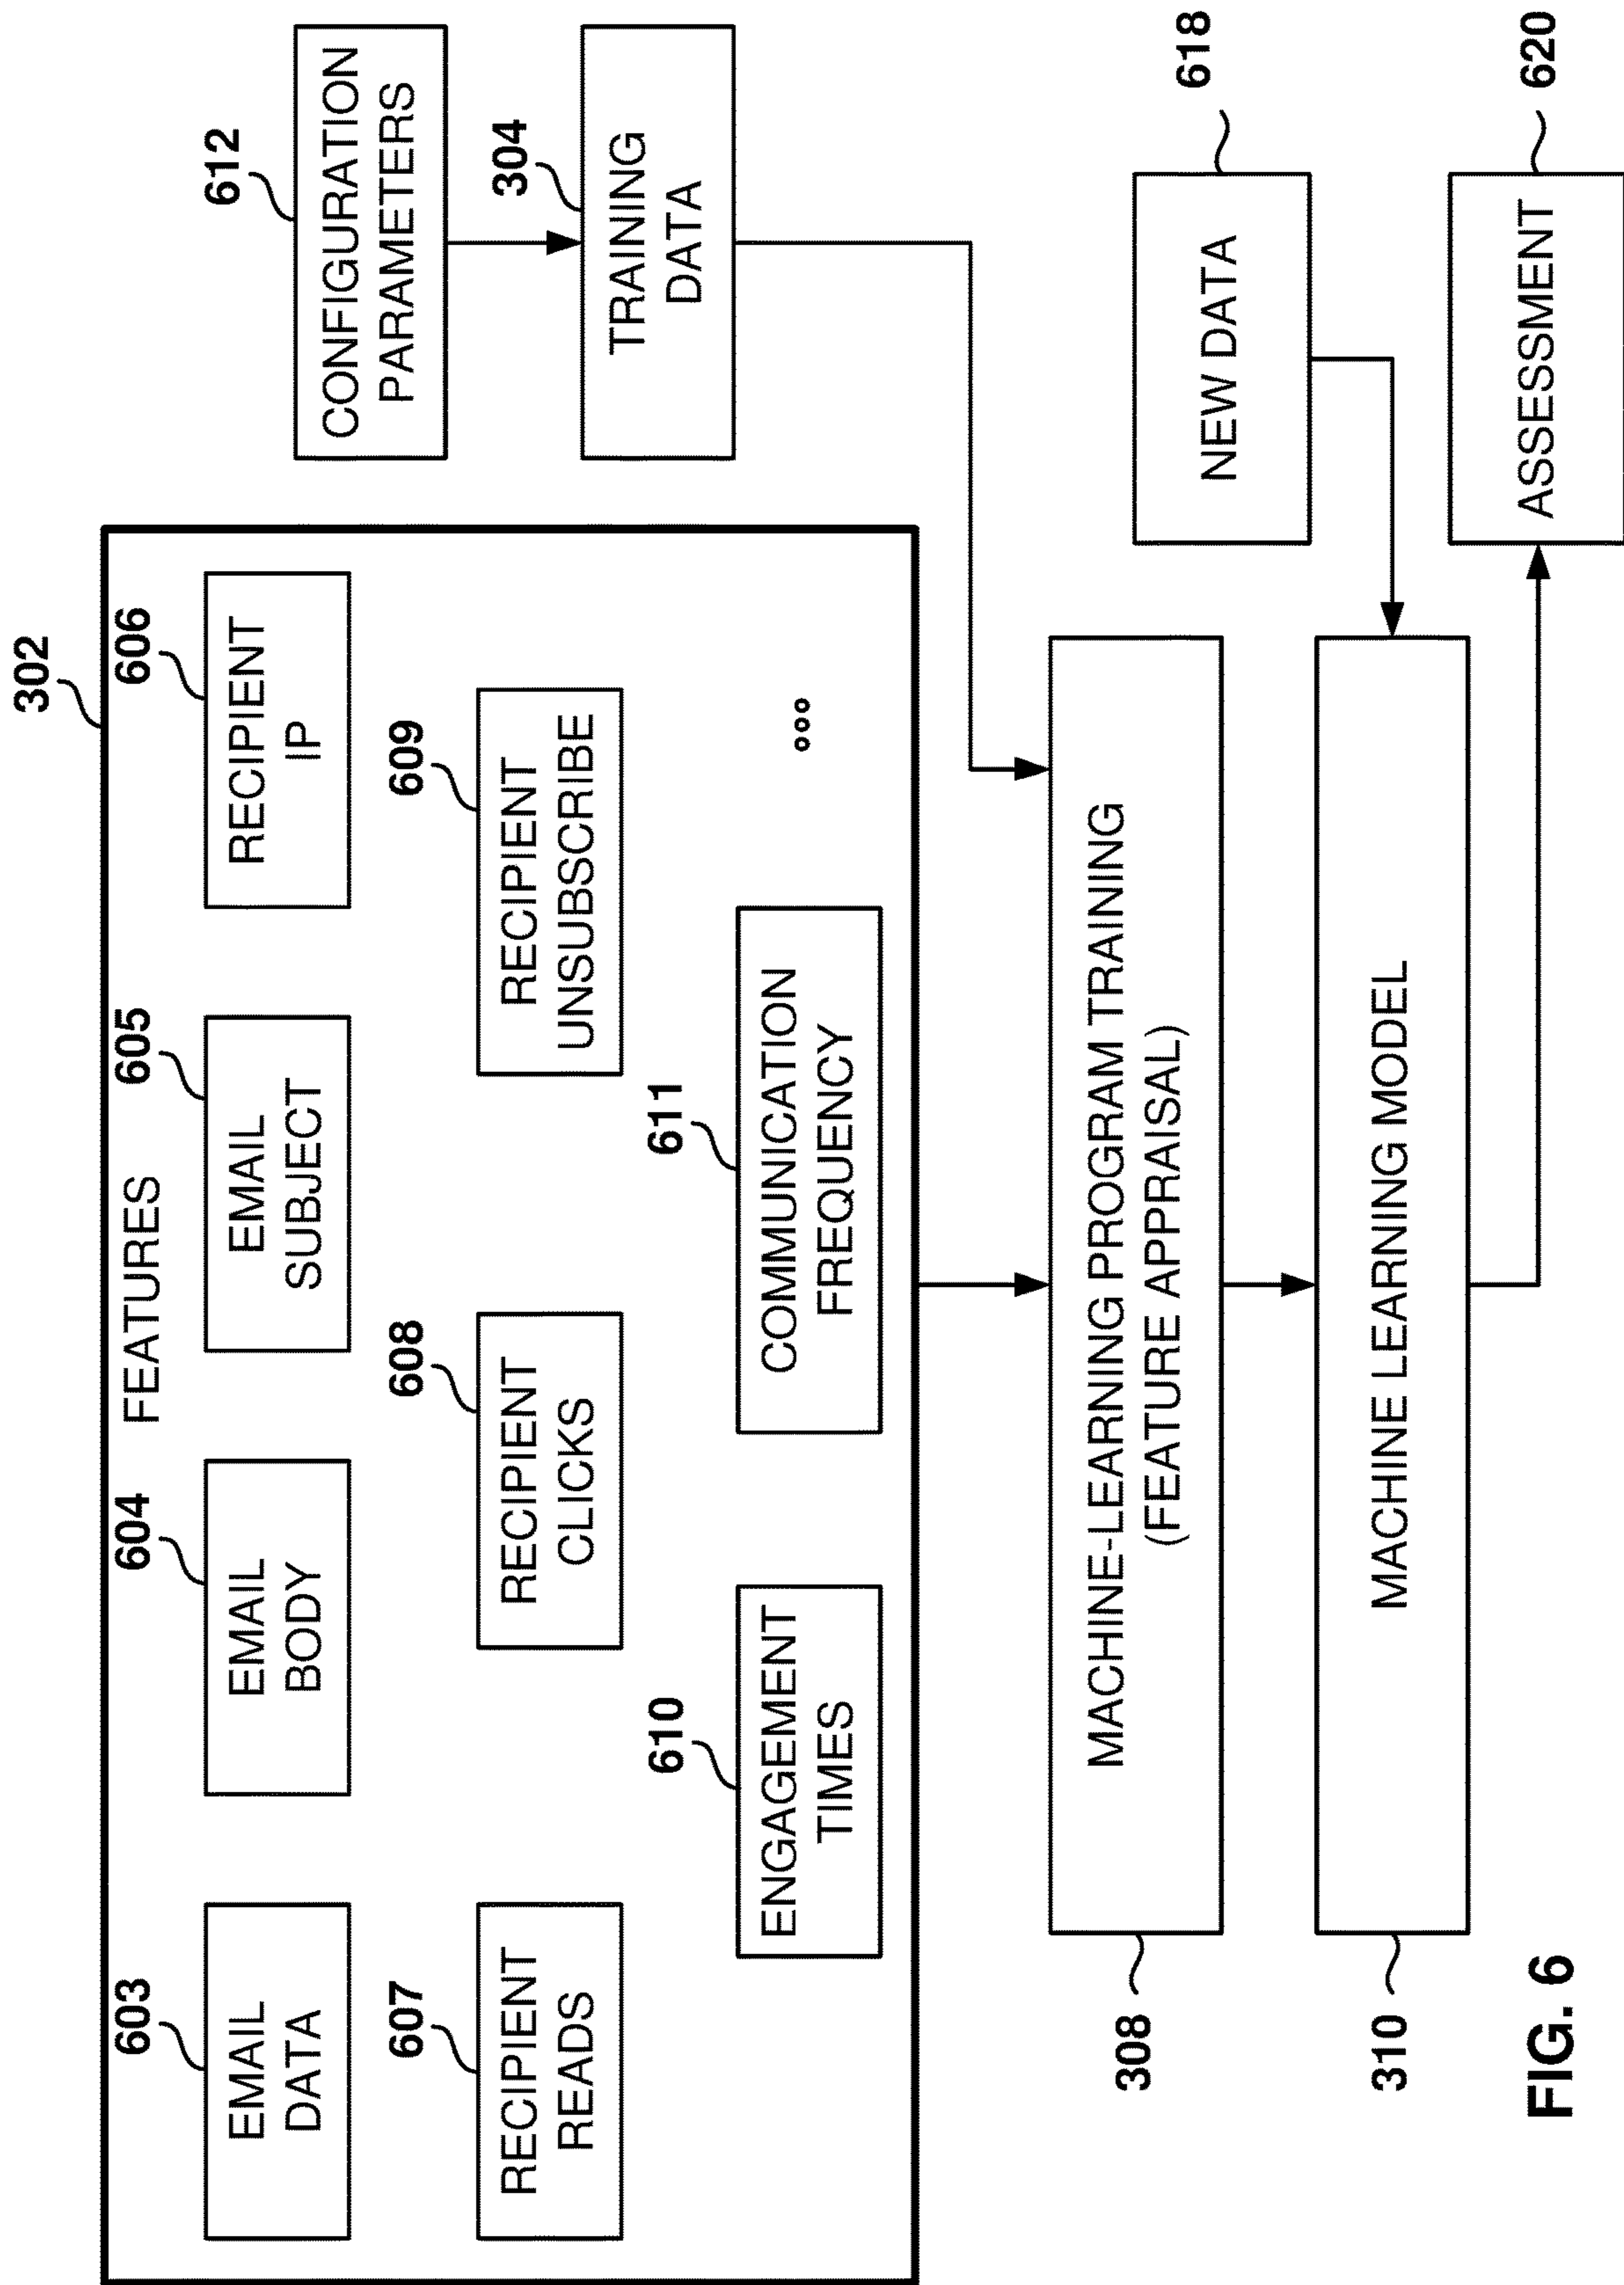 302
FEATURES
603
EMAIL
DATA
604
EMAIL
BODY
605
EMAIL
SUBJECT
606
RECIPIENT
IP
607
RECIPIENT
READS
608
RECIPIENT
CLICKS
609
RECIPIENT
UNSUBSCRIBE
610
ENGAGEMENT
TIMES
611
COMMUNICATION
FREQUENCY
612
CONFIGURATION
PARAMETERS
304
TRAINING
DATA
308
MACHINE-LEARNING PROGRAM TRAINING
(FEATURE APPRAISAL)
618
NEW DATA
310
MACHINE LEARNING MODEL
620
ASSESSMENT
FIG. 6